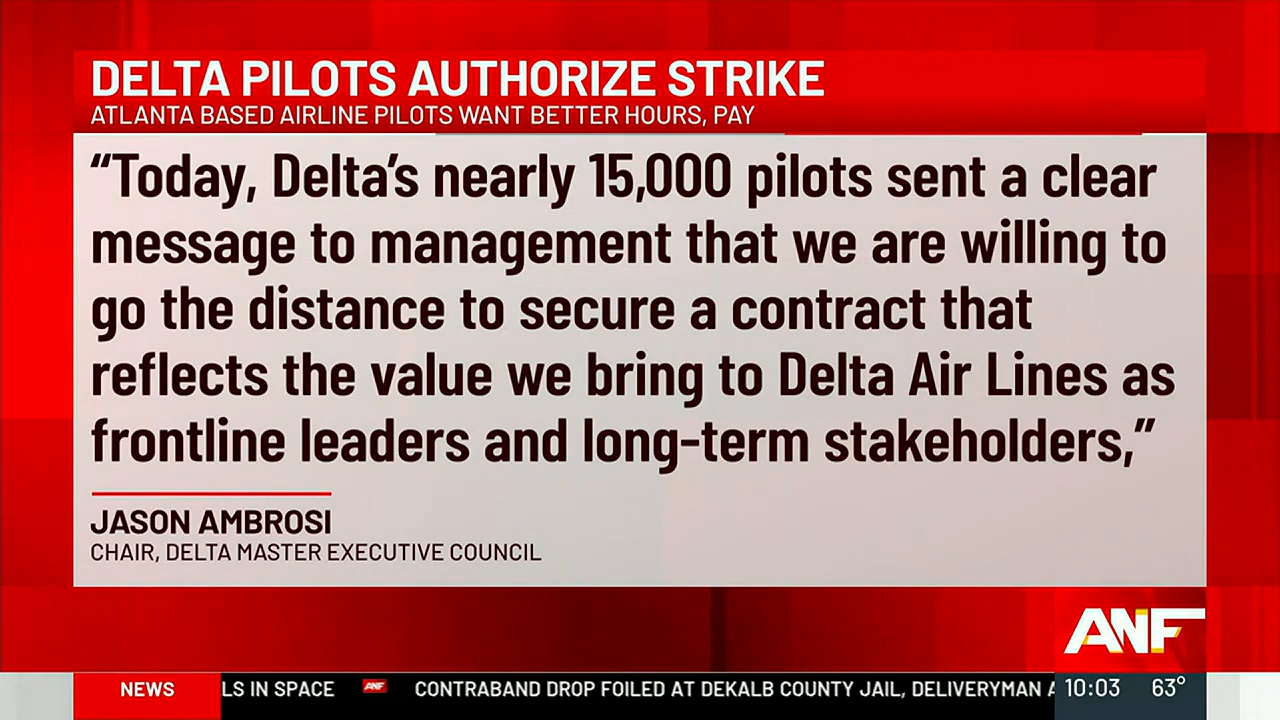 DELTA PILOTS AUTHORIZE STRIKE
ATLANTA BASED AIRLINE PILOTS WANT BETTER HOURS, PAY
“Today, Delta’s nearly 15,000 pilots sent a clear
message to management that we are willing to
go the distance to secure a contract that
reflects the value we bring to Delta Air Lines as
frontline leaders and long-term stakeholders,”
JASON AMBROSI
CHAIR, DELTA MASTER EXECUTIVE COUNCIL
ANF
NEWS LS IN SPACE ANF CONTRABAND DROP FOILED AT DEKALB COUNTY JAIL, DELIVERYMAN A 10:03 63°